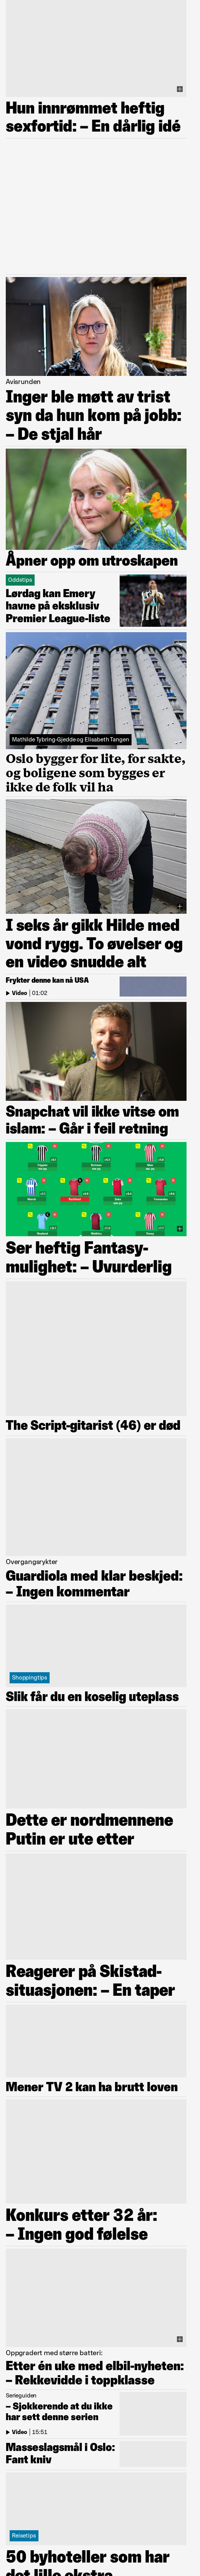 Hun innrømmet heftig
sexfortid: – En dårlig idé
Avisrunden
Inger ble møtt av trist
syn da hun kom på jobb:
– De stjal hår
Åpner opp om utroskapen
Oddstips
Lørdag kan Emery
havne på eksklusiv
Premier League-liste
Mathilde Tybring-Gjedde og Elisabeth Tangen
Oslo bygger for lite, for sakte,
og boligene som bygges er
ikke de folk vil ha
I seks år gikk Hilde med
vond rygg. To øvelser og
en video snudde alt
Frykter denne kan nå USA
Video | 01:02
Snapchat vil ikke vitse om
islam: – Går i feil retning
Ser heftig Fantasy-
mulighet: – Uvurderlig
The Script-gitarist (46) er død
Overgangsrykter
Guardiola med klar beskjed:
– Ingen kommentar
Shoppingtips
Slik får du en koselig uteplass
Dette er nordmennene
Putin er ute etter
Reagerer på Skistad-
situasjonen: – En taper
Mener TV 2 kan ha brutt loven
Konkurs etter 32 år:
– Ingen god følelse
Oppgradert med større batteri:
Etter én uke med elbil-nyheten:
– Rekkevidde i toppklasse
Serieguiden
– Sjokkerende at du ikke
har sett denne serien
Video | 15:51
Masseslagsmål i Oslo:
Fant kniv
Reisetips
50 byhoteller som har
det lille ekstra